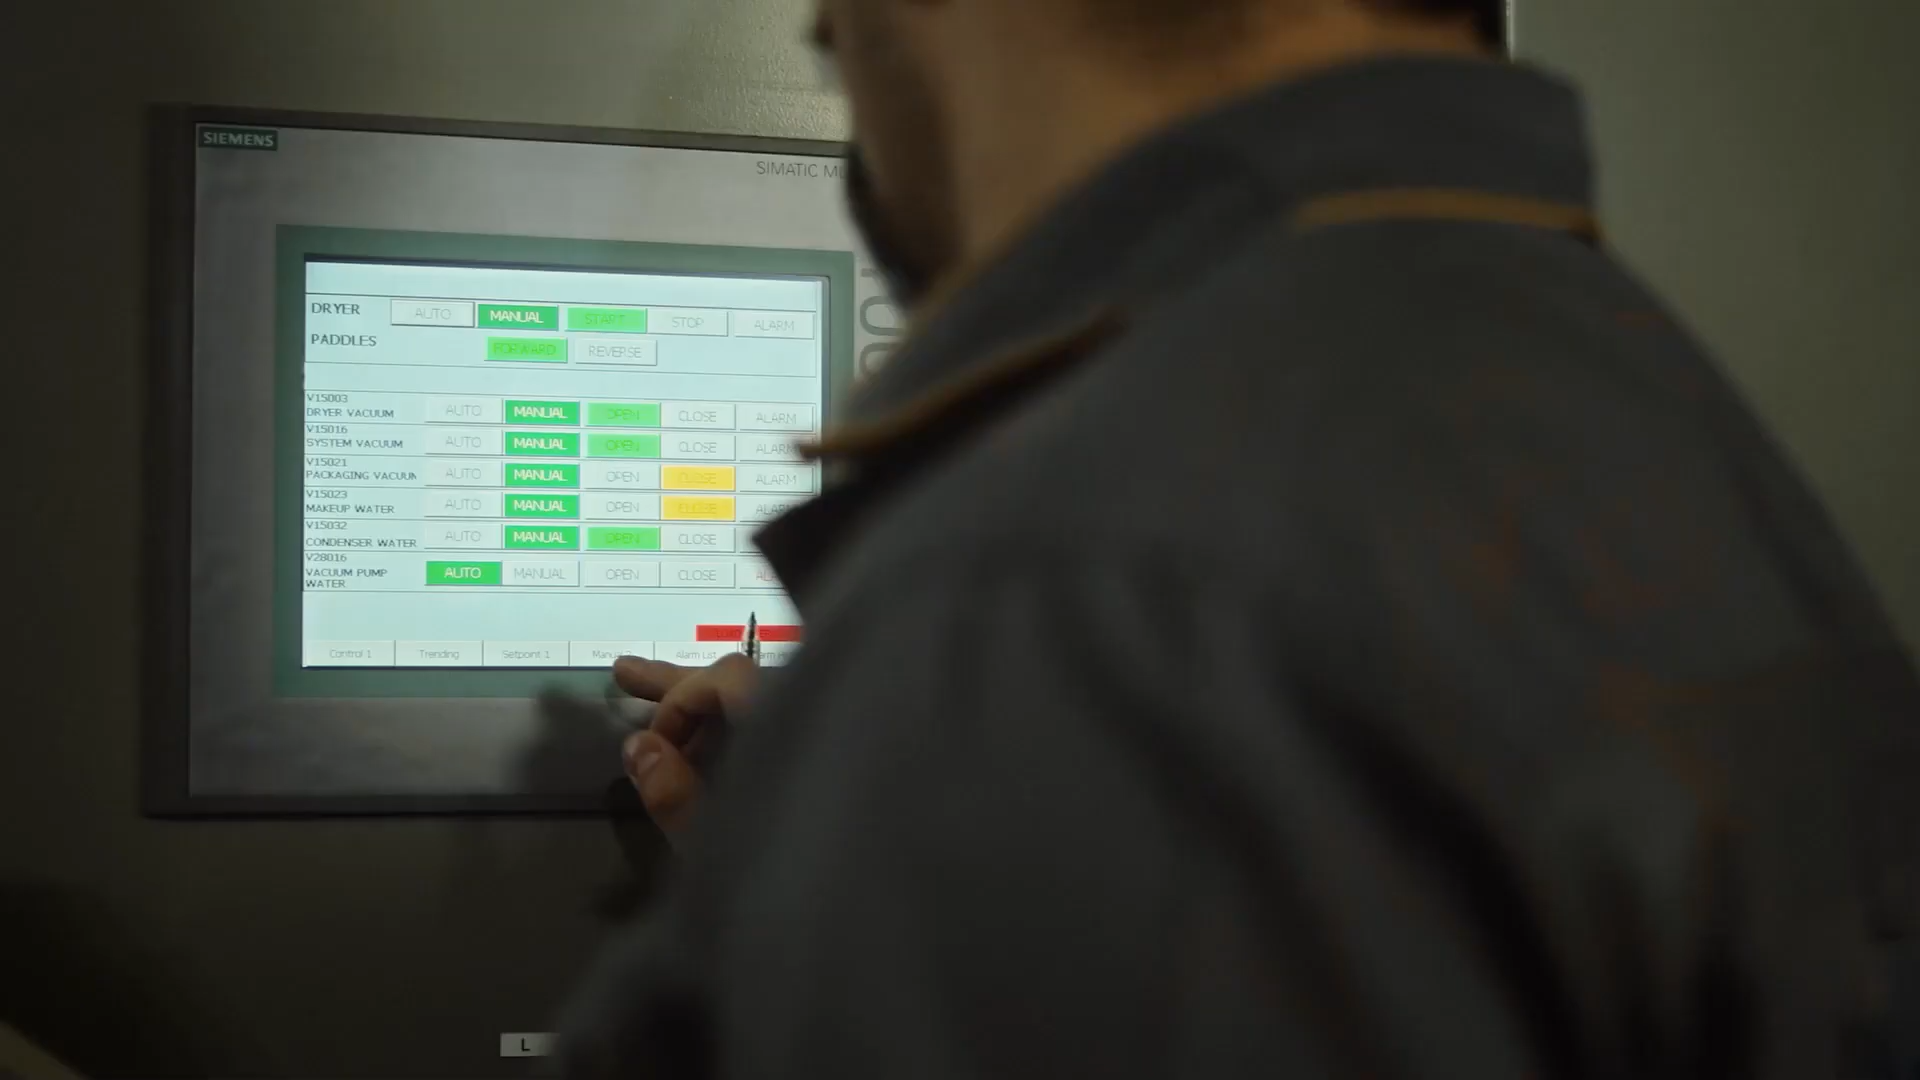 SIEMENS
SIMATIC
DRYER AUTO MANUAL START STOP ALARM
PADDLES FORWARD REVERSE
V15003
DRYER VACUUM AUTO MANUAL OPEN CLOSE ALARM
V15016
SYSTEM VACUUM AUTO MANUAL OPEN CLOSE ALARM
V15021
PACKAGING VACUUM AUTO MANUAL OPEN CLOSE ALARM
V15023
MAKEUP WATER AUTO MANUAL OPEN CLOSE
V15032
CONDENSER WATER AUTO MANUAL OPEN CLOSE
V28016
VACUUM PUMP
WATER AUTO MANUAL OPEN CLOSE
Control 1 Trending Setpoint 1 Manual Alarm List
L